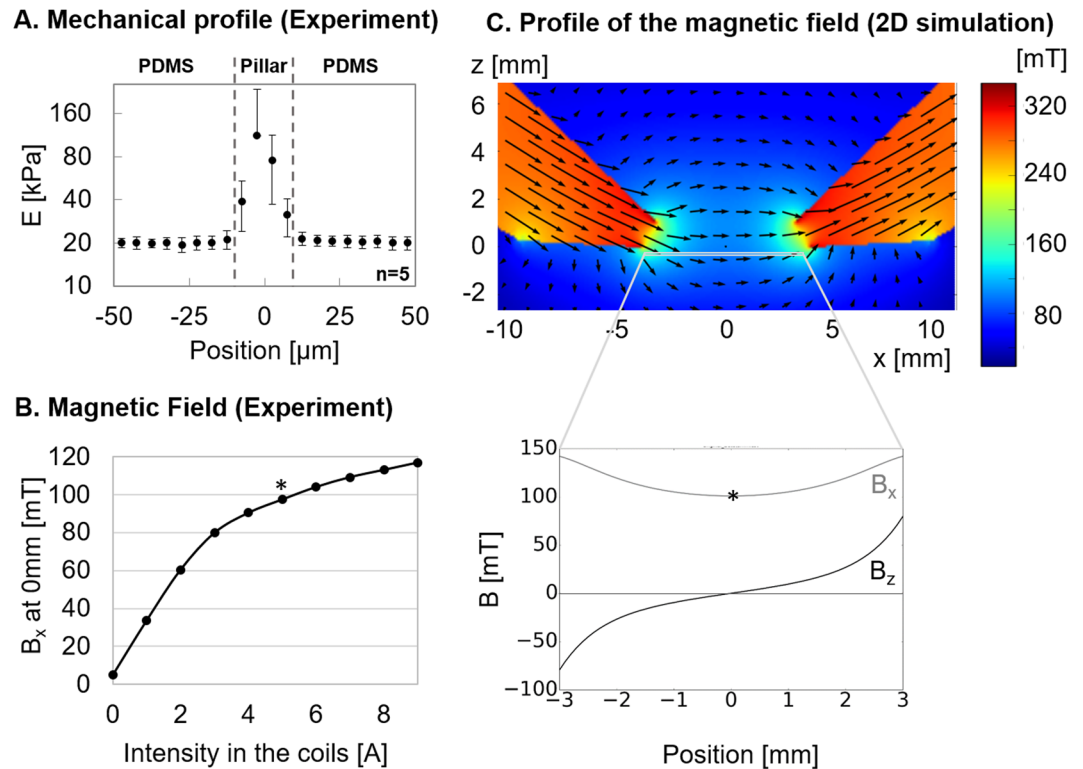 A. Mechanical profile (Experiment)
PDMS Pillar PDMS
E [kPa]
160
80
40
20
10
n=5
-50 -25 0 25 50
Position [µm]
B. Magnetic Field (Experiment)
Bx at 0mm [mT]
120
100
80
60
40
20
0
*
0 2 4 6 8
Intensity in the coils [A]
C. Profile of the magnetic field (2D simulation)
z [mm]
[mT]
6
4
2
0
-2
-10 -5 0 5 10
x [mm]
320
240
160
80
B [mT]
150
100
50
0
−50
−100
*
Bx
Bz
−3 −2 −1 0 1 2 3
Position [mm]